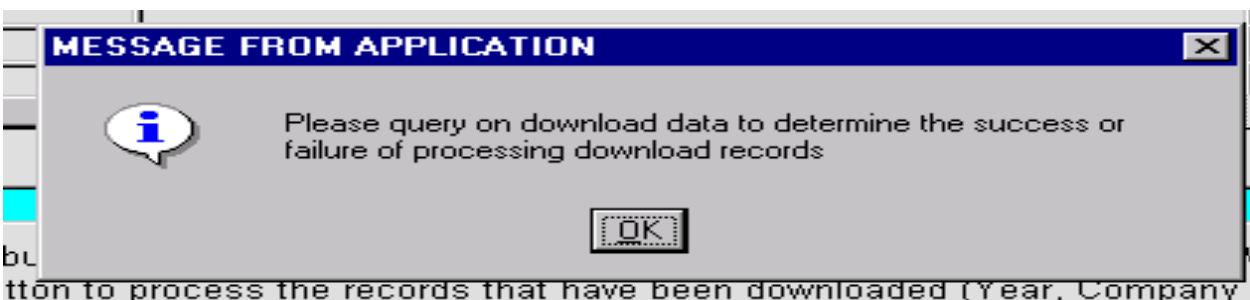 MESSAGE FROM APPLICATION
Please query on download data to determine the success or
failure of processing download records
OK
to process the records that have been downloaded (Year, Company